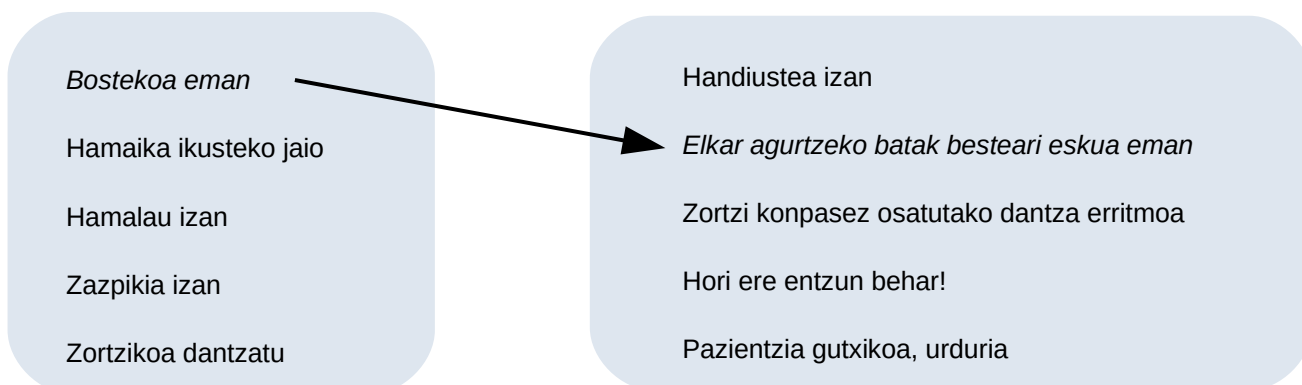 Bostekoa eman
Hamaika ikusteko jaio
Hamalau izan
Zazpikia izan
Zortzikoa dantzatu
Handiustea izan
Elkar agurtzeko batak besteari eskua eman
Zortzi konpasez osatutako dantza erritmoa
Hori ere entzun behar!
Pazientzia gutxikoa, urduria